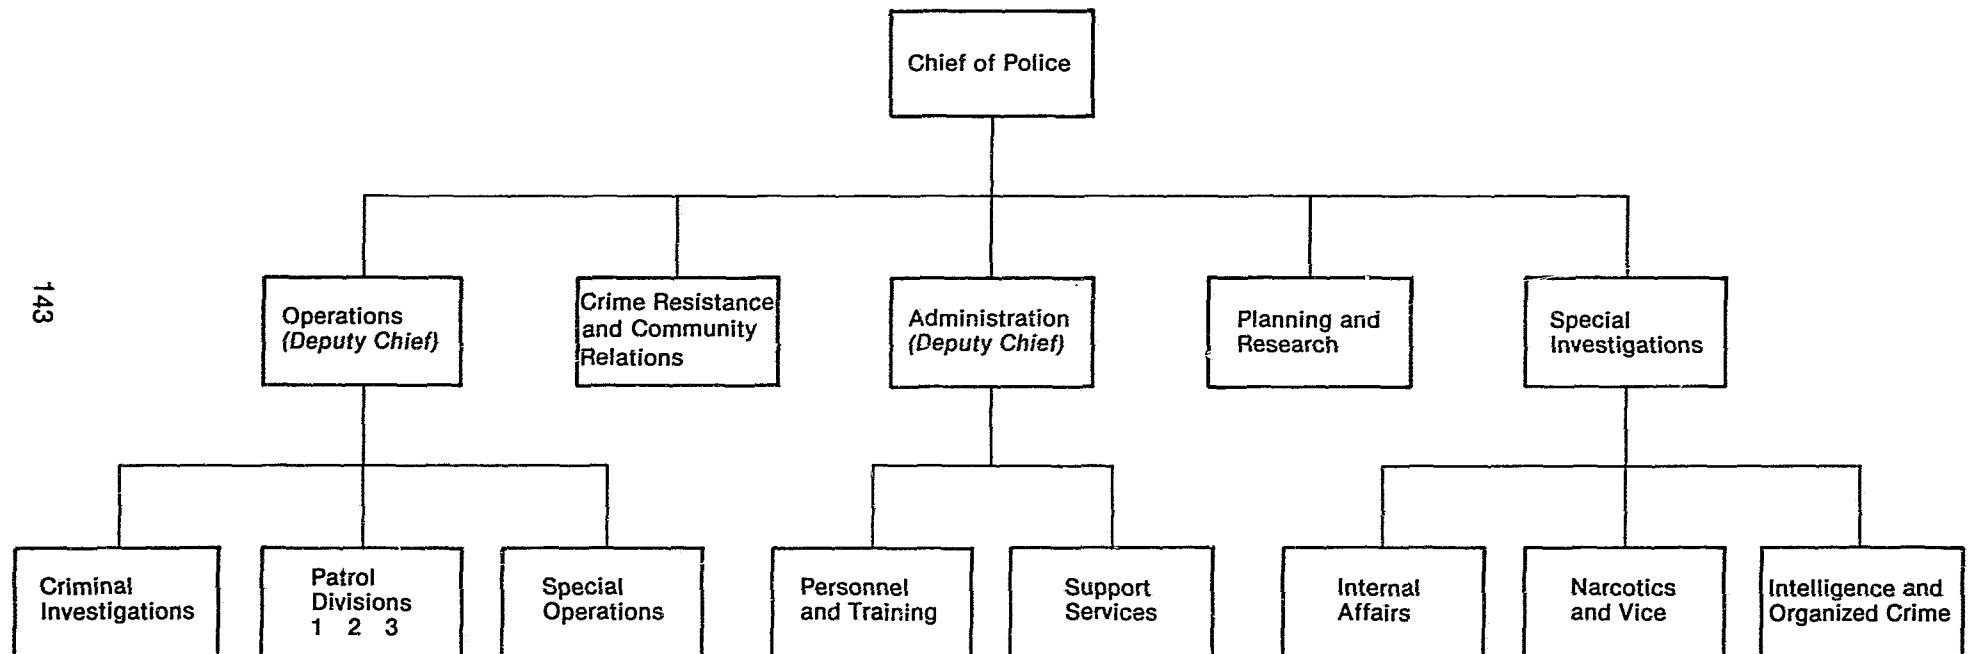 Chief of Police
143
Operations
(Deputy Chief)
Crime Resistance
and Community
Relations
Administration
(Deputy Chief)
Planning and
Research
Special
Investigations
Criminal
Investigations
Patrol
Divisions
1 2 3
Special
Operations
Personnel
and Training
Support
Services
Internal
Affairs
Narcotics
and Vice
Intelligence and
Organized Crime